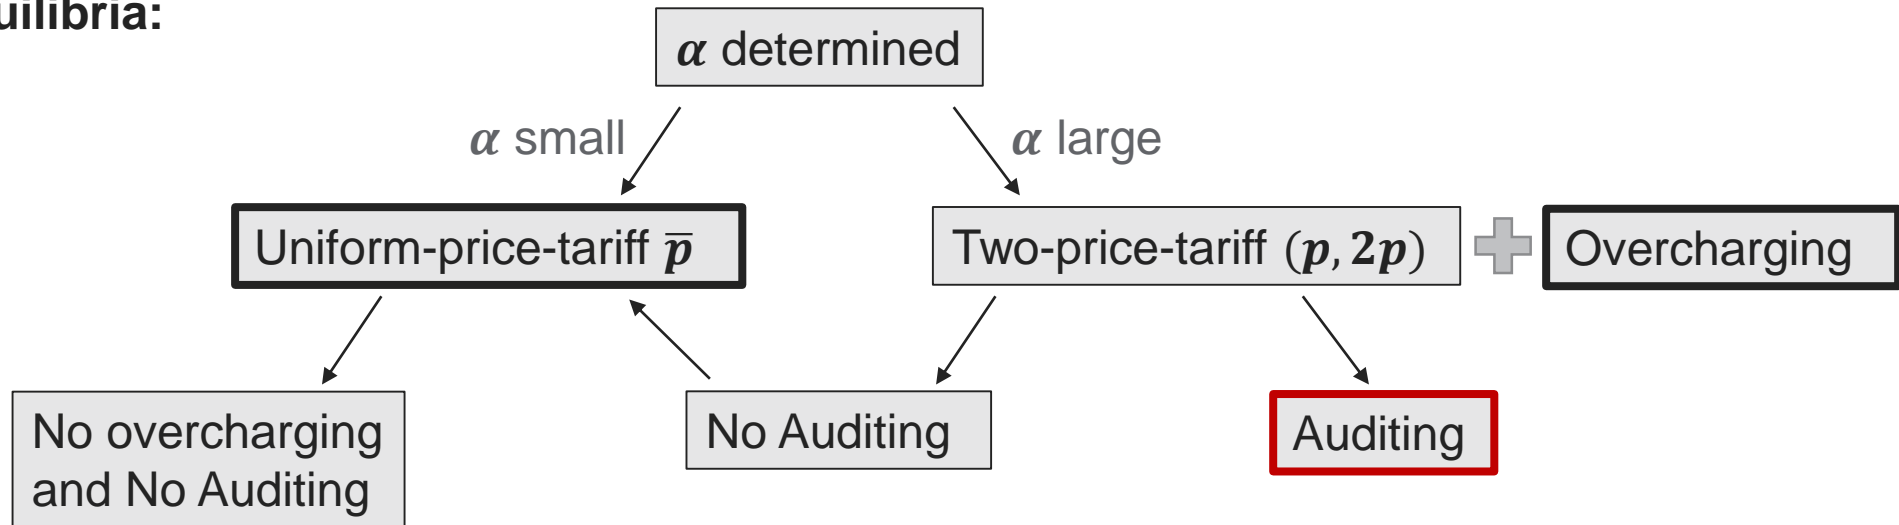 uilibria:
α determined
α small
α large
Uniform-price-tariff p̅
Two-price-tariff (p, 2p)
Overcharging
No overcharging
and No Auditing
No Auditing
Auditing